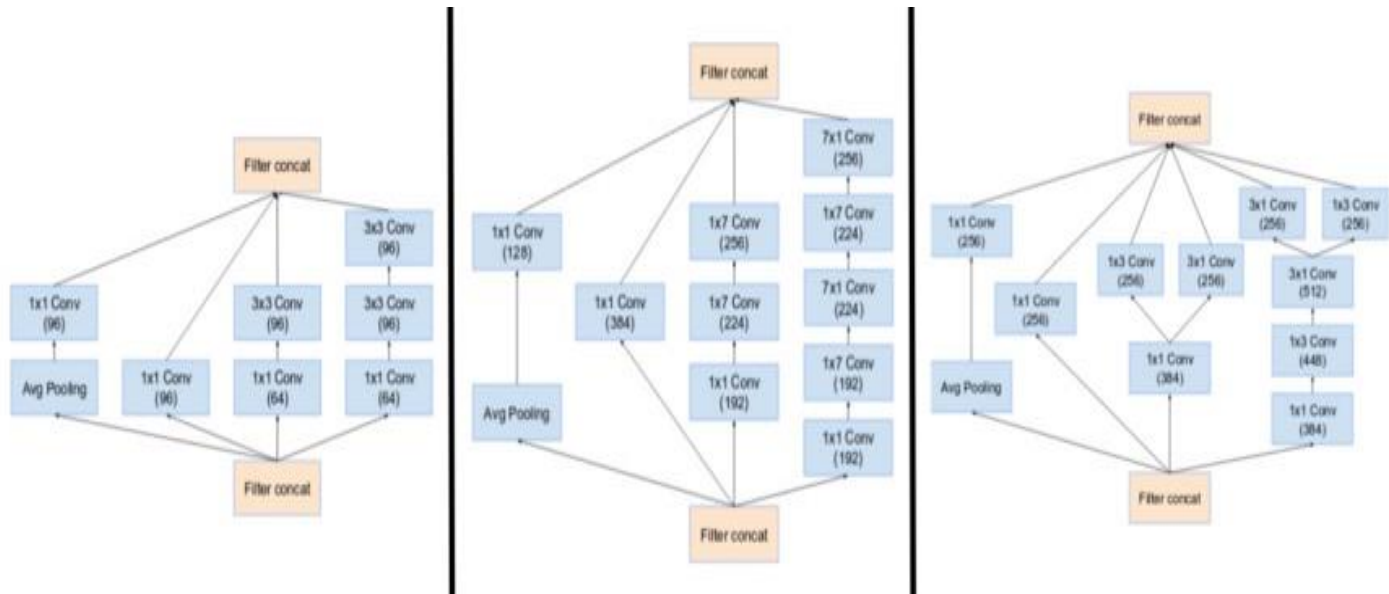 Filter concat
3x3 Conv
(96)
1x1 Conv
(96)
3x3 Conv
(96)
3x3 Conv
(96)
Avg Pooling
1x1 Conv
(96)
1x1 Conv
(64)
1x1 Conv
(64)
Filter concat
Filter concat
7x1 Conv
(256)
1x1 Conv
(128)
1x7 Conv
(256)
1x7 Conv
(224)
1x1 Conv
(384)
1x7 Conv
(224)
7x1 Conv
(224)
Avg Pooling
1x1 Conv
(192)
1x7 Conv
(192)
1x1 Conv
(192)
Filter concat
Filter concat
3x1 Conv
(256)
1x3 Conv
(256)
1x1 Conv
(256)
1x3 Conv
(256)
3x1 Conv
(256)
3x1 Conv
(512)
1x1 Conv
(256)
1x3 Conv
(448)
Avg Pooling
1x1 Conv
(384)
1x1 Conv
(384)
Filter concat